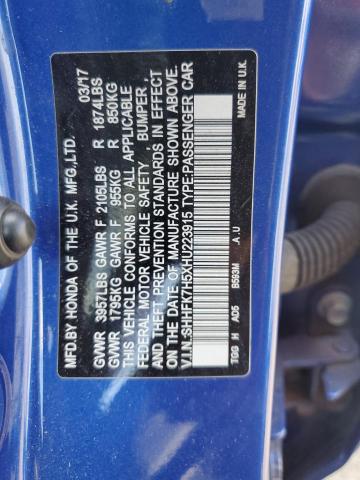 MFD.BY HONDA OF THE U.K. MFG.,LTD. 03/17
GVWR 3957LBS GAWR F 2105LBS R 1874LBS
GVWR 1795KG GAWR F 955KG R 850KG
THIS VEHICLE CONFORMS TO ALL APPLICABLE
FEDERAL MOTOR VEHICLE SAFETY , BUMPER ,
AND THEFT PREVENTION STANDARDS IN EFFECT
ON THE DATE OF MANUFACTURE SHOWN ABOVE.
V.I.N.:SHHFK7H5XHU223915 TYPE:PASSENGER CAR
TGG H A05 B593M .A.U MADE IN U.K.